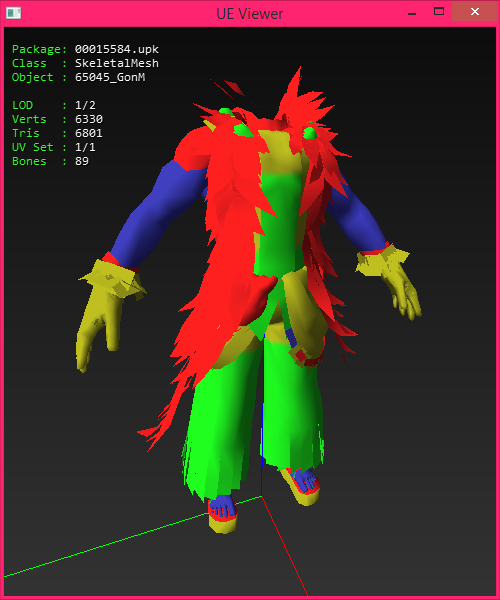 UE Viewer
Package: 00015584.upk
Class  : SkeletalMesh
Object : 65045_GonM
LOD    : 1/2
Verts  : 6330
Tris   : 6801
UV Set : 1/1
Bones  : 89